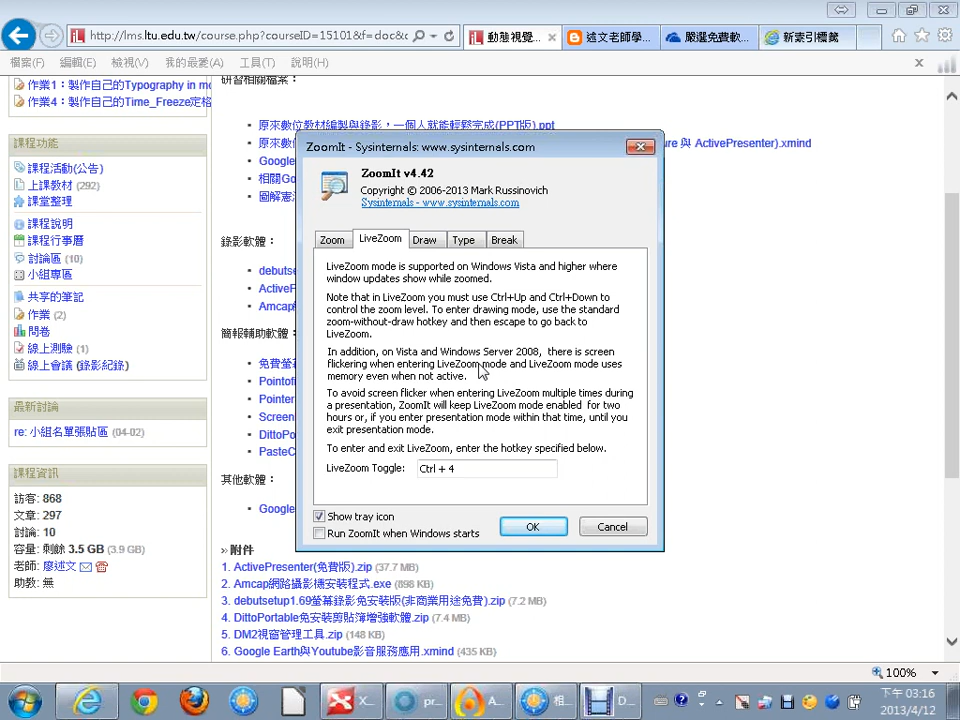 http://lms.ltu.edu.tw/course.php?courseID=15101&f=doc&c
動態視覺...
述文老師學...
嚴選免費軟...
新索引標籤
檔案(F) 編輯(E) 檢視(V) 我的最愛(A) 工具(T) 說明(H)
作業1：製作自己的Typography in mo
作業4：製作自己的Time_Freeze定格
課程功能
課程活動(公告)
上課教材 (292)
課堂整理
課程說明
課程行事曆
討論區 (10)
小組專區
共享的筆記
作業 (2)
問卷
線上測驗 (1)
線上會議 (錄影紀錄)
最新討論
re: 小組名單張貼區 (04-02)
課程資訊
訪客: 868
文章: 297
討論: 10
容量: 剩餘 3.5 GB (3.9 GB)
老師: 廖述文
助教: 無
研習相關檔案：
原來數位教材編製與錄影，一個人就能輕鬆完成(PPT版).ppt
原來數
ure 與 ActivePresenter).xmind
Google
相關Go
圖解憲
錄影軟體：
debuts
ActiveP
Amcap
簡報輔助軟體：
免費螢
Pointofi
Pointer
Screen
DittoP
PasteC
其他軟體：
Google
附件
1. ActivePresenter(免費版).zip (37.7 MB)
2. Amcap網路攝影機安裝程式.exe (898 KB)
3. debutsetup1.69螢幕錄影免安裝版(非商業用途免費).zip (7.2 MB)
4. DittoPortable免安裝剪貼簿增強軟體.zip (7.4 MB)
5. DM2視窗管理工具.zip (148 KB)
6. Google Earth與Youtube影音服務應用.xmind (435 KB)
ZoomIt - Sysinternals: www.sysinternals.com
ZoomIt v4.42
Copyright © 2006-2013 Mark Russinovich
Sysinternals - www.sysinternals.com
Zoom LiveZoom Draw Type Break
LiveZoom mode is supported on Windows Vista and higher where
window updates show while zoomed.
Note that in LiveZoom you must use Ctrl+Up and Ctrl+Down to
control the zoom level. To enter drawing mode, use the standard
zoom-without-draw hotkey and then escape to go back to
LiveZoom.
In addition, on Vista and Windows Server 2008, there is screen
flickering when entering LiveZoom mode and LiveZoom mode uses
memory even when not active.
To avoid screen flicker when entering LiveZoom multiple times during
a presentation, ZoomIt will keep LiveZoom mode enabled for two
hours or, if you enter presentation mode within that time, until you
exit presentation mode.
To enter and exit LiveZoom, enter the hotkey specified below.
LiveZoom Toggle: Ctrl + 4
Show tray icon
Run ZoomIt when Windows starts
OK Cancel
100%
X...
pr...
A...
相...
D...
下午 03:16
2013/4/12